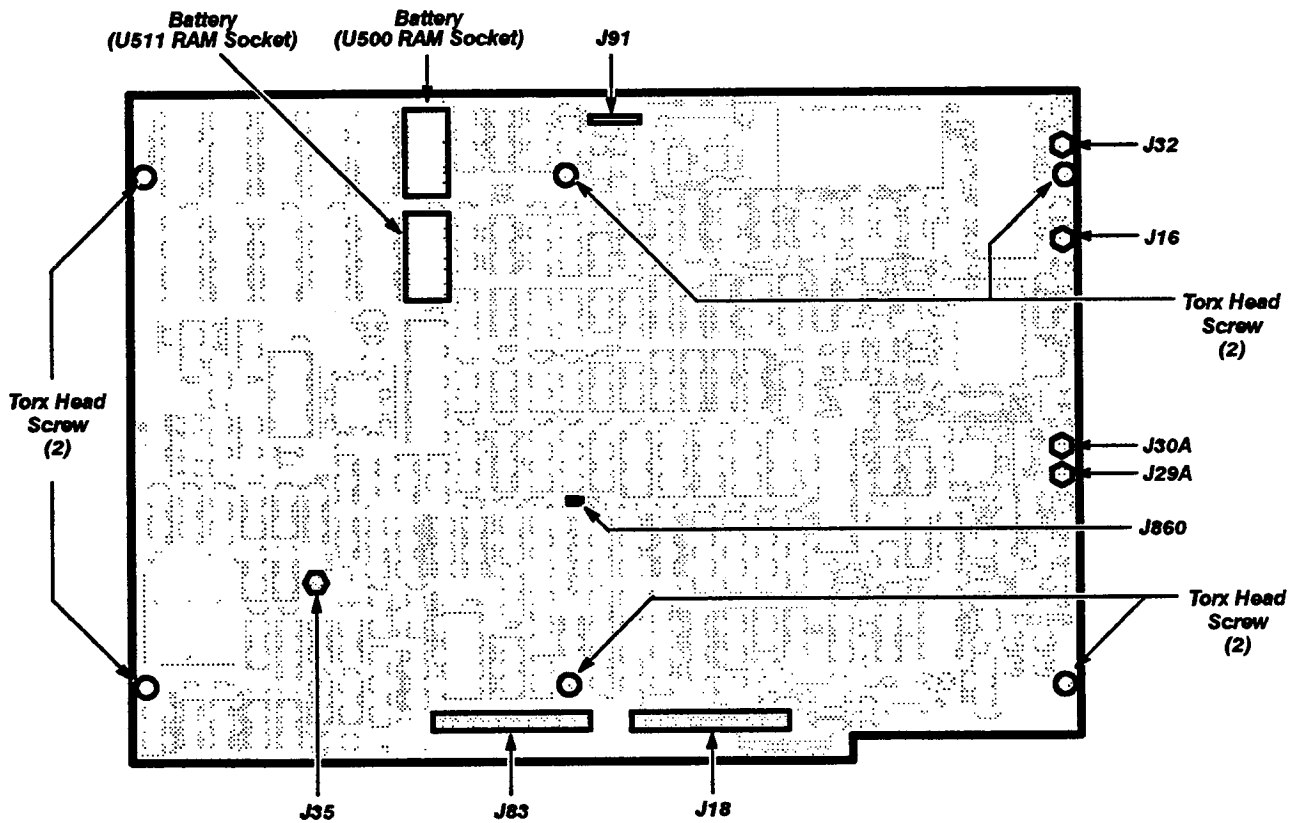 Battery
(U511 RAM Socket)
Battery
(U500 RAM Socket)
J91
J32
J16
Torx Head
Screw
(2)
Torx Head
Screw
(2)
J30A
J29A
J860
Torx Head
Screw
(2)
J35
J83
J18